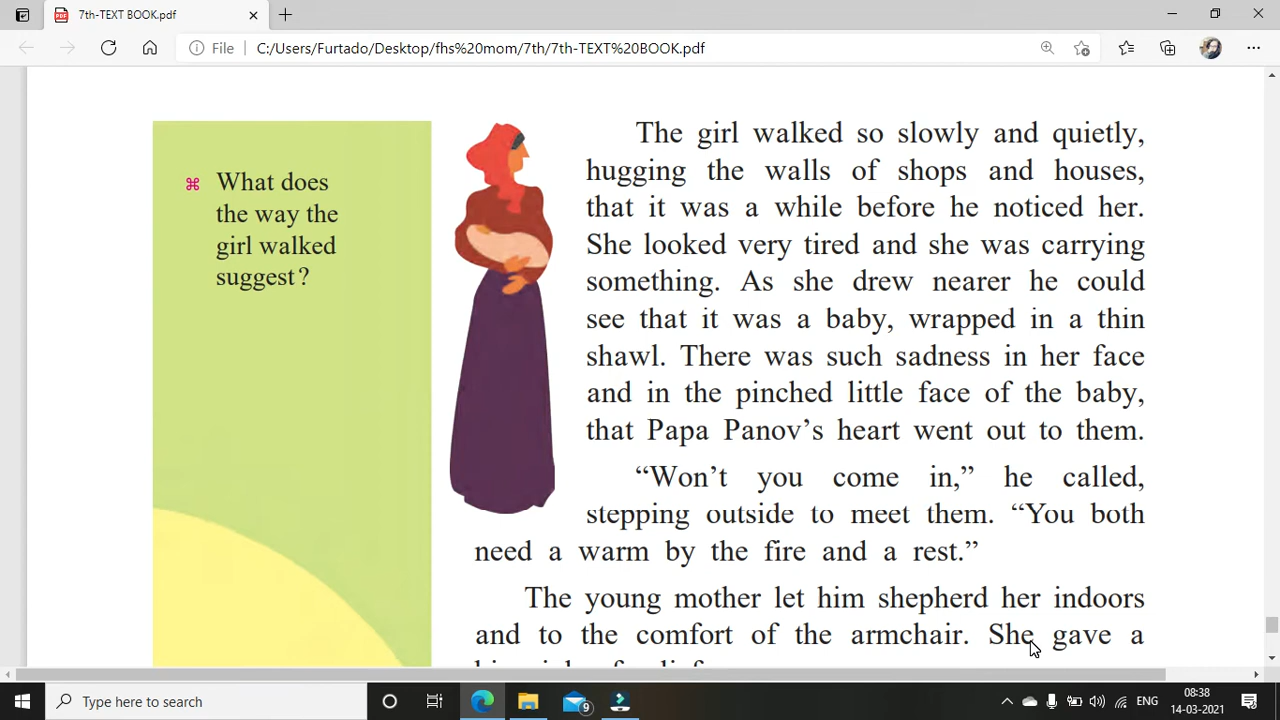 7th-TEXT BOOK.pdf
File
C:/Users/Furtado/Desktop/fhs%20mom/7th/7th-TEXT%20BOOK.pdf
⌘ What does
the way the
girl walked
suggest?
The girl walked so slowly and quietly,
hugging the walls of shops and houses,
that it was a while before he noticed her.
She looked very tired and she was carrying
something. As she drew nearer he could
see that it was a baby, wrapped in a thin
shawl. There was such sadness in her face
and in the pinched little face of the baby,
that Papa Panov's heart went out to them.
“Won't you come in,” he called,
stepping outside to meet them. “You both
need a warm by the fire and a rest.”
The young mother let him shepherd her indoors
and to the comfort of the armchair. She gave a
Type here to search
9
ENG
08:38
14-03-2021